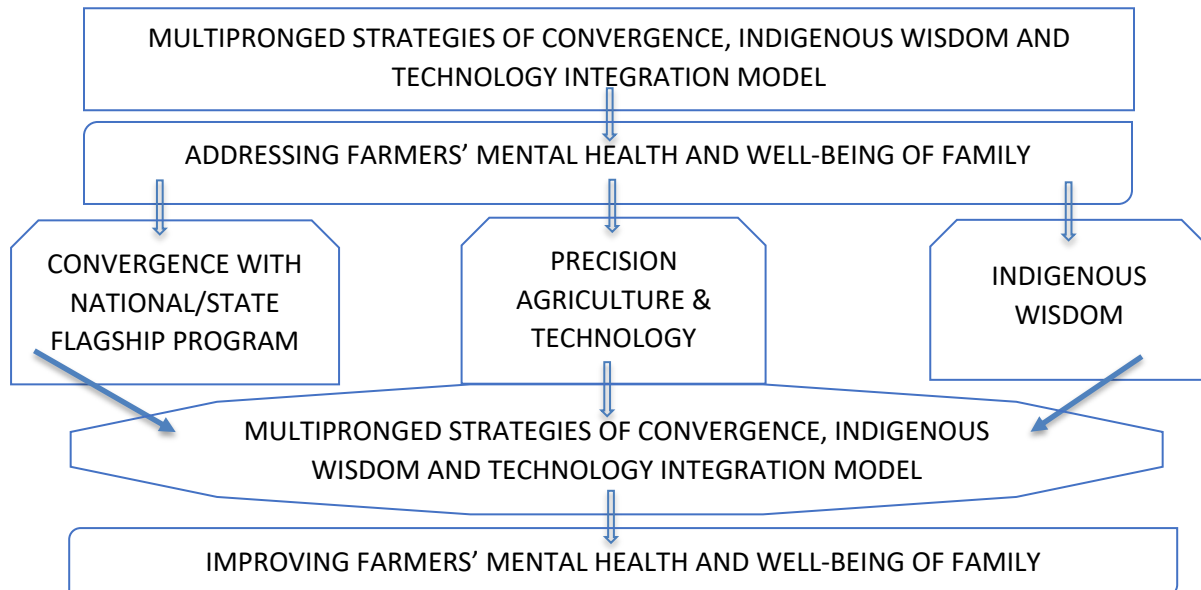 MULTIPRONGED STRATEGIES OF CONVERGENCE, INDIGENOUS WISDOM AND
TECHNOLOGY INTEGRATION MODEL
ADDRESSING FARMERS’ MENTAL HEALTH AND WELL-BEING OF FAMILY
CONVERGENCE WITH
NATIONAL/STATE
FLAGSHIP PROGRAM
PRECISION
AGRICULTURE &
TECHNOLOGY
INDIGENOUS
WISDOM
MULTIPRONGED STRATEGIES OF CONVERGENCE, INDIGENOUS
WISDOM AND TECHNOLOGY INTEGRATION MODEL
IMPROVING FARMERS’ MENTAL HEALTH AND WELL-BEING OF FAMILY